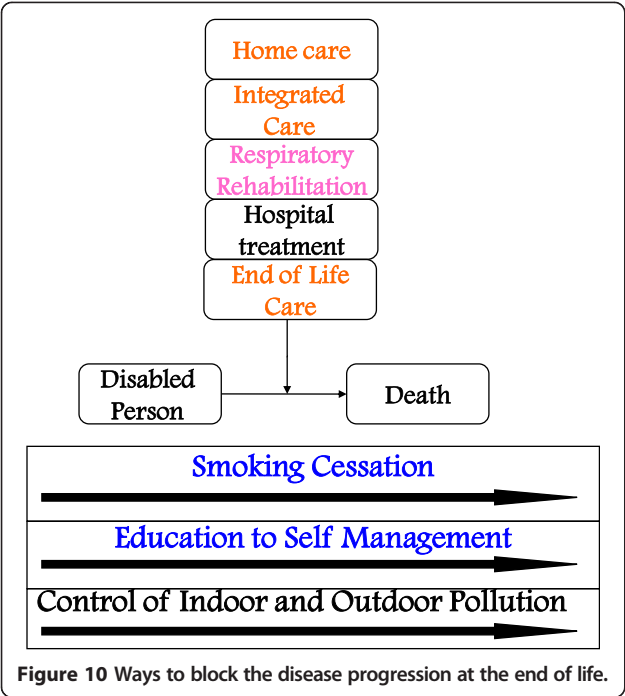 Home care
Integrated
Care
Respiratory
Rehabilitation
Hospital
treatment
End of Life
Care
Disabled
Person
Death
Smoking Cessation
Education to Self Management
Control of Indoor and Outdoor Pollution
Figure 10 Ways to block the disease progression at the end of life.